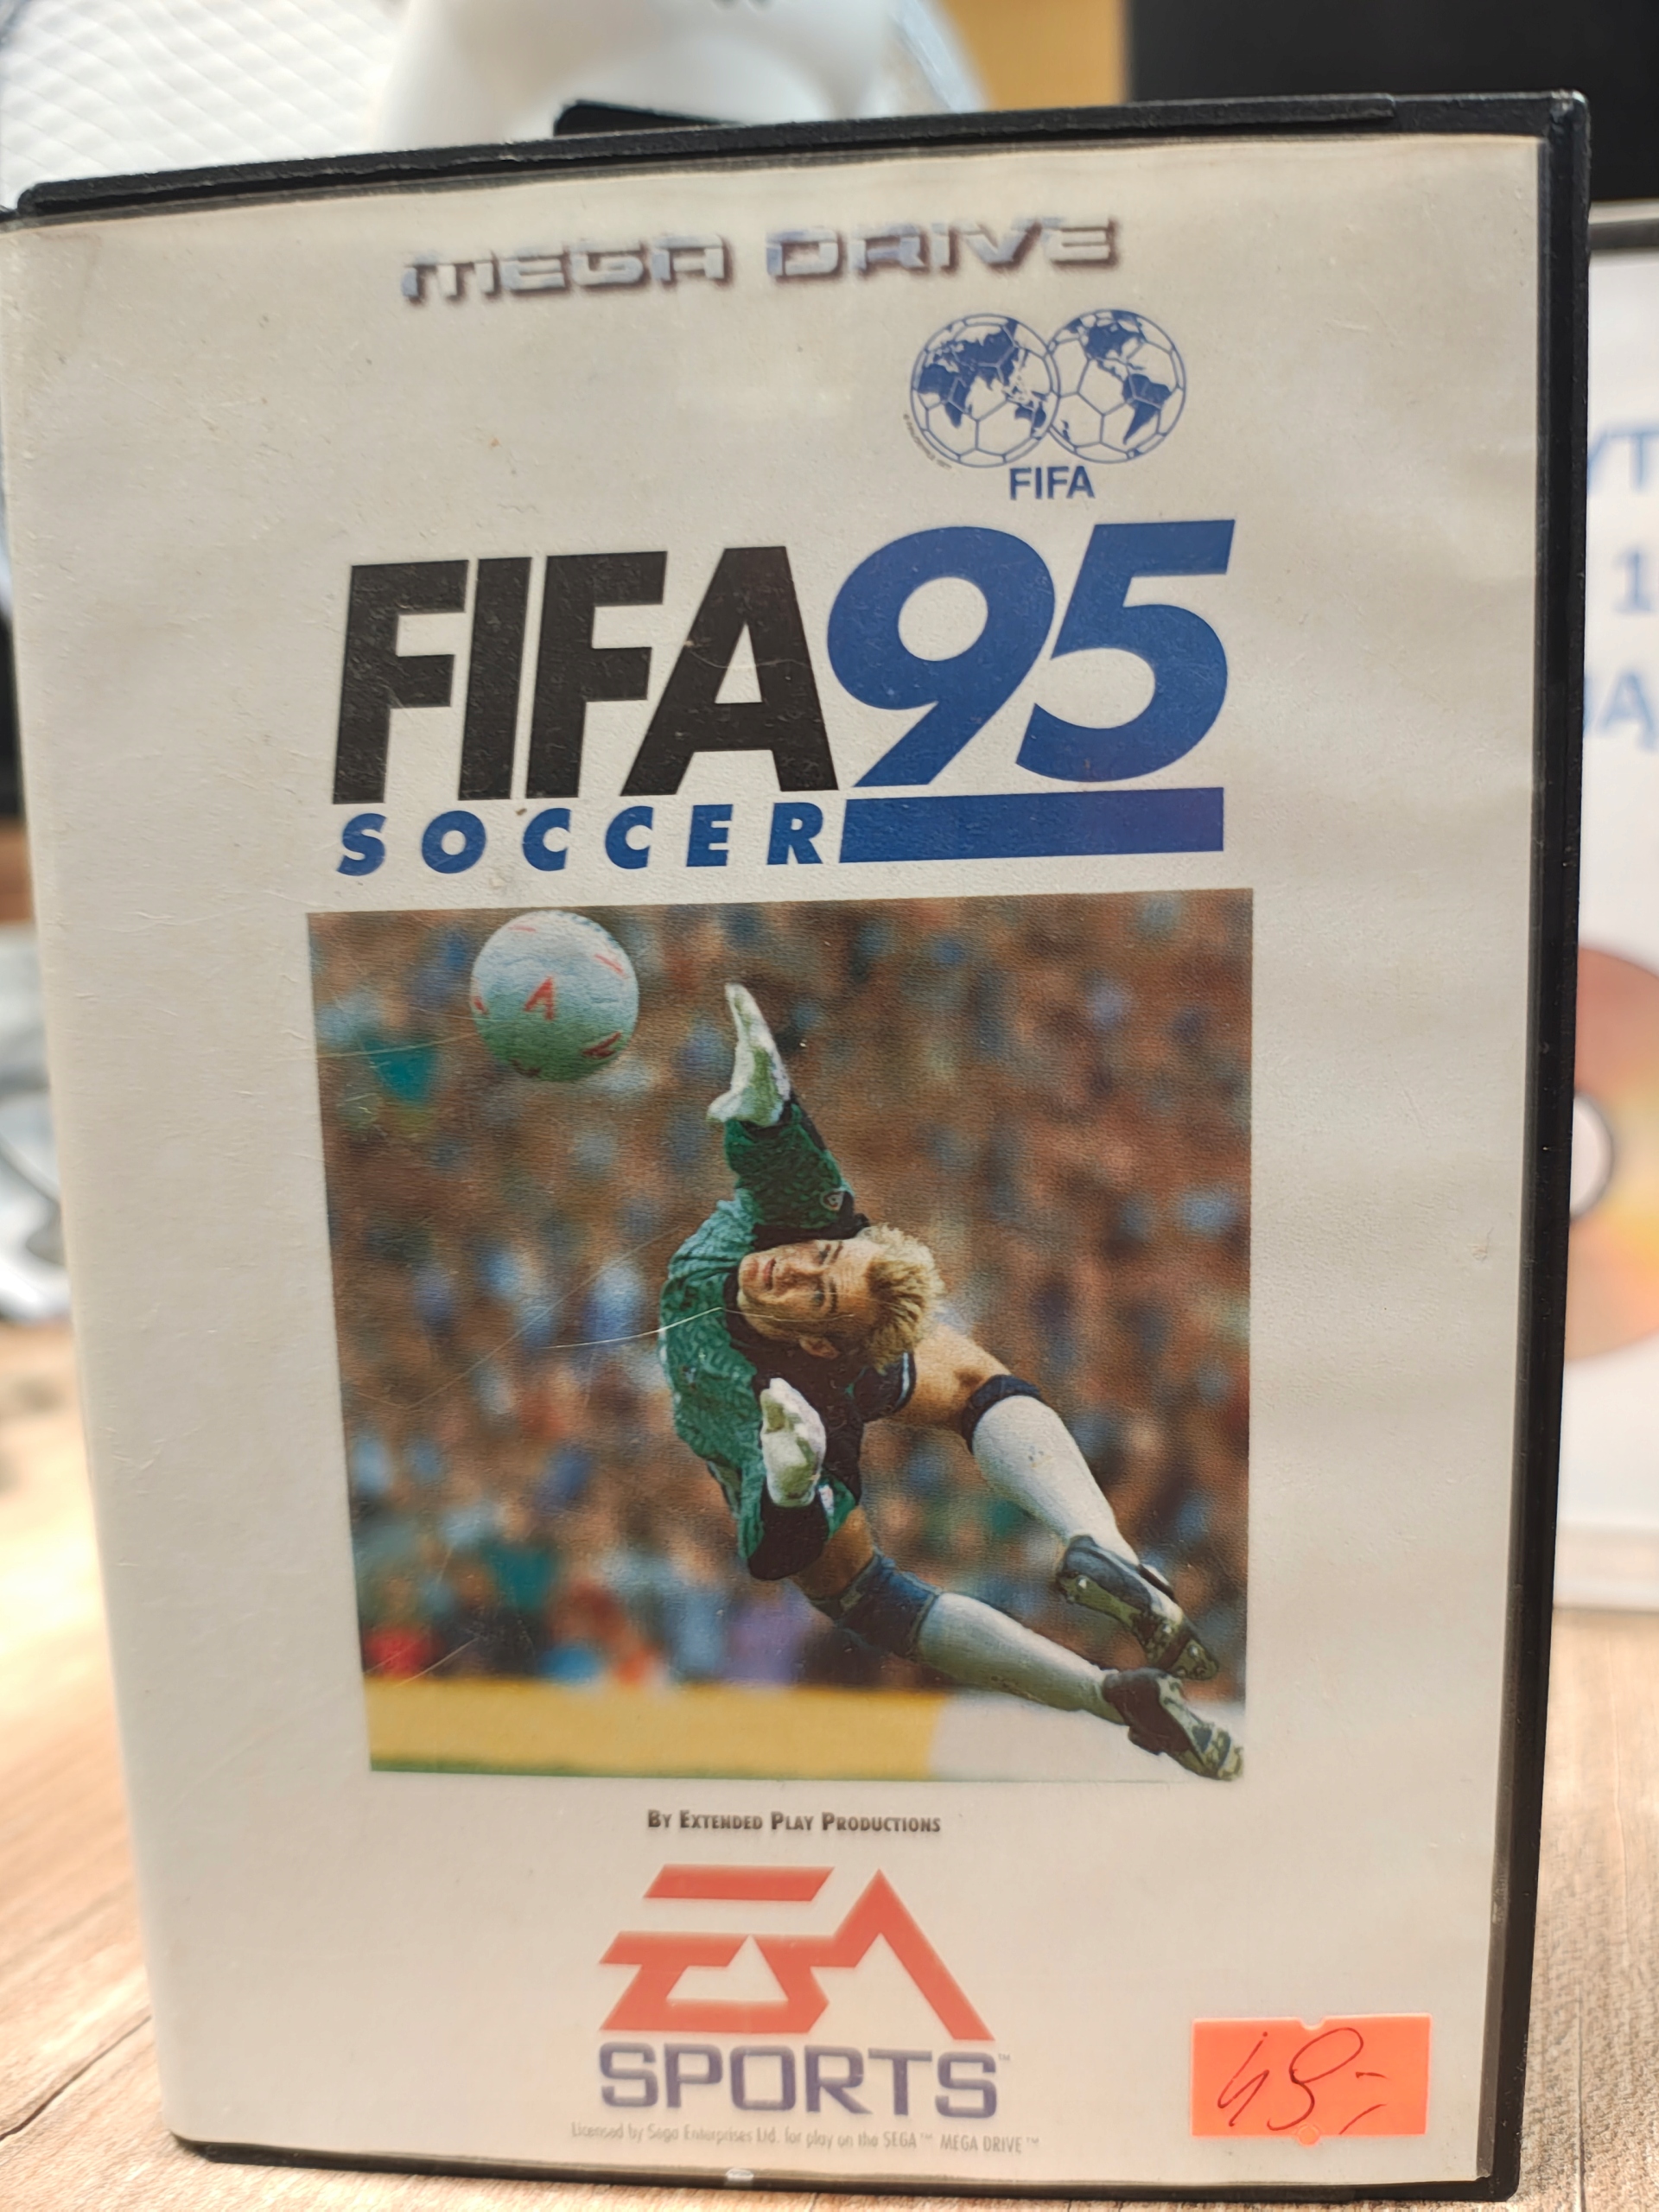 MEGA DRIVE
FIFA
FIFA 95
SOCCER
BY EXTENDED PLAY PRODUCTIONS
EA
SPORTS™
Licensed by Sega Enterprises Ltd. for play on the SEGA™ MEGA DRIVE™